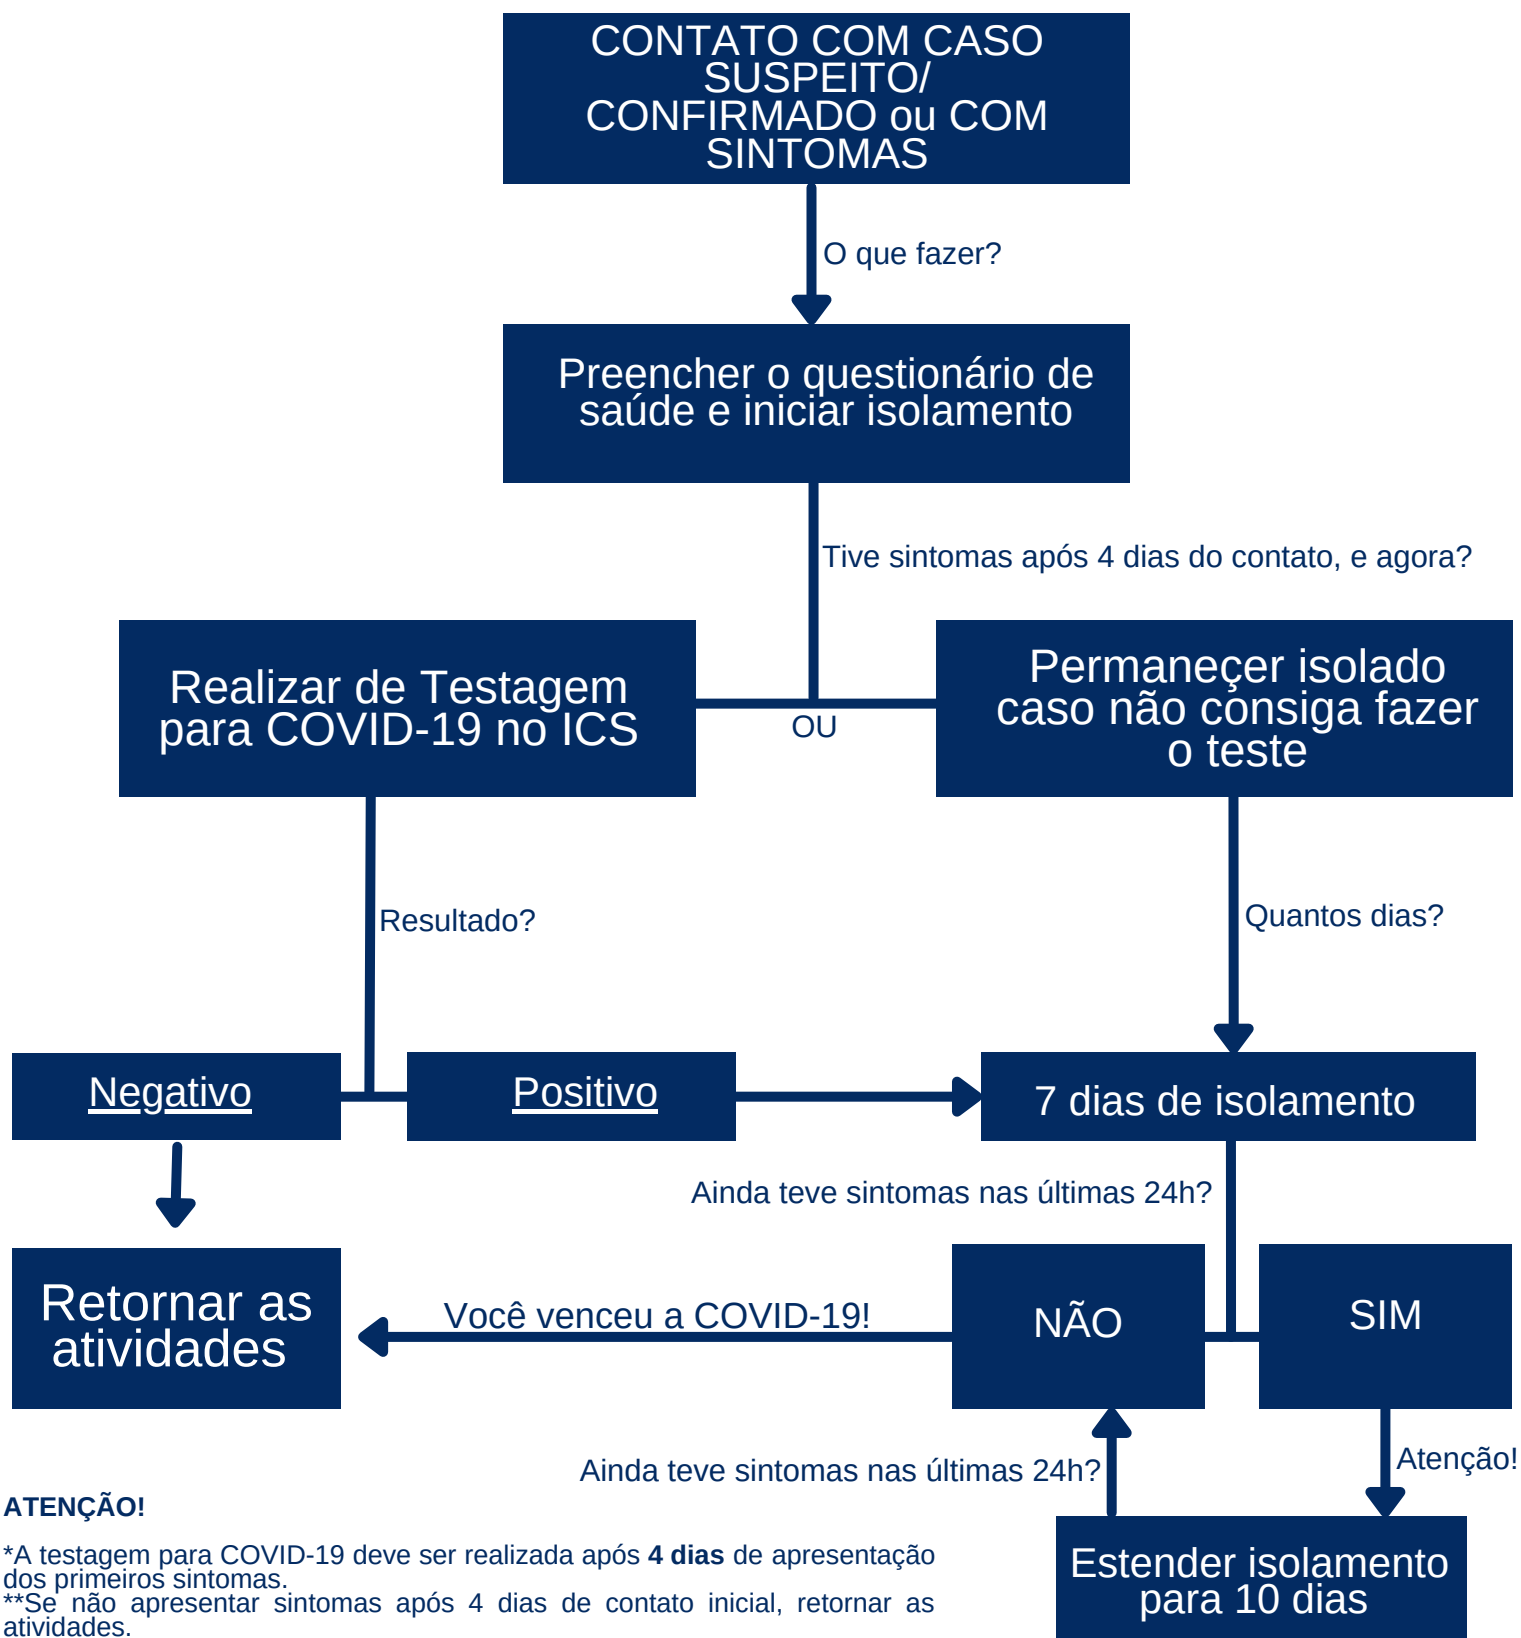 CONTATO COM CASO
SUSPEITO/
CONFIRMADO ou COM
SINTOMAS
O que fazer?
Preencher o questionário de
saúde e iniciar isolamento
Tive sintomas após 4 dias do contato, e agora?
Realizar de Testagem
para COVID-19 no ICS
OU
Permaneçer isolado
caso não consiga fazer
o teste
Resultado?
Quantos dias?
Negativo
Positivo
7 dias de isolamento
Ainda teve sintomas nas últimas 24h?
Retornar as
atividades
Você venceu a COVID-19!
NÃO
SIM
Ainda teve sintomas nas últimas 24h?
Atenção!
Estender isolamento
para 10 dias
ATENÇÃO!
*A testagem para COVID-19 deve ser realizada após 4 dias de apresentação
dos primeiros sintomas.
**Se não apresentar sintomas após 4 dias de contato inicial, retornar as
atividades.